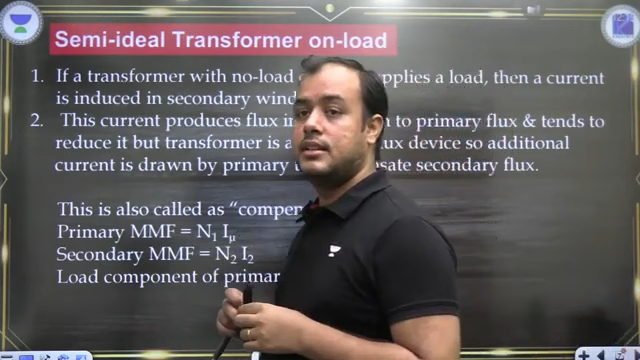 Semi-ideal Transformer on-load
1. If a transformer with no-load applies a load, then a current
is induced in secondary wind
2. This current produces flux in n to primary flux & tends to
reduce it but transformer is a ux device so additional
current is drawn by primary sate secondary flux.
This is also called as "compen
Primary MMF = N₁ Iμ
Secondary MMF = N₂ I₂
Load component of primar